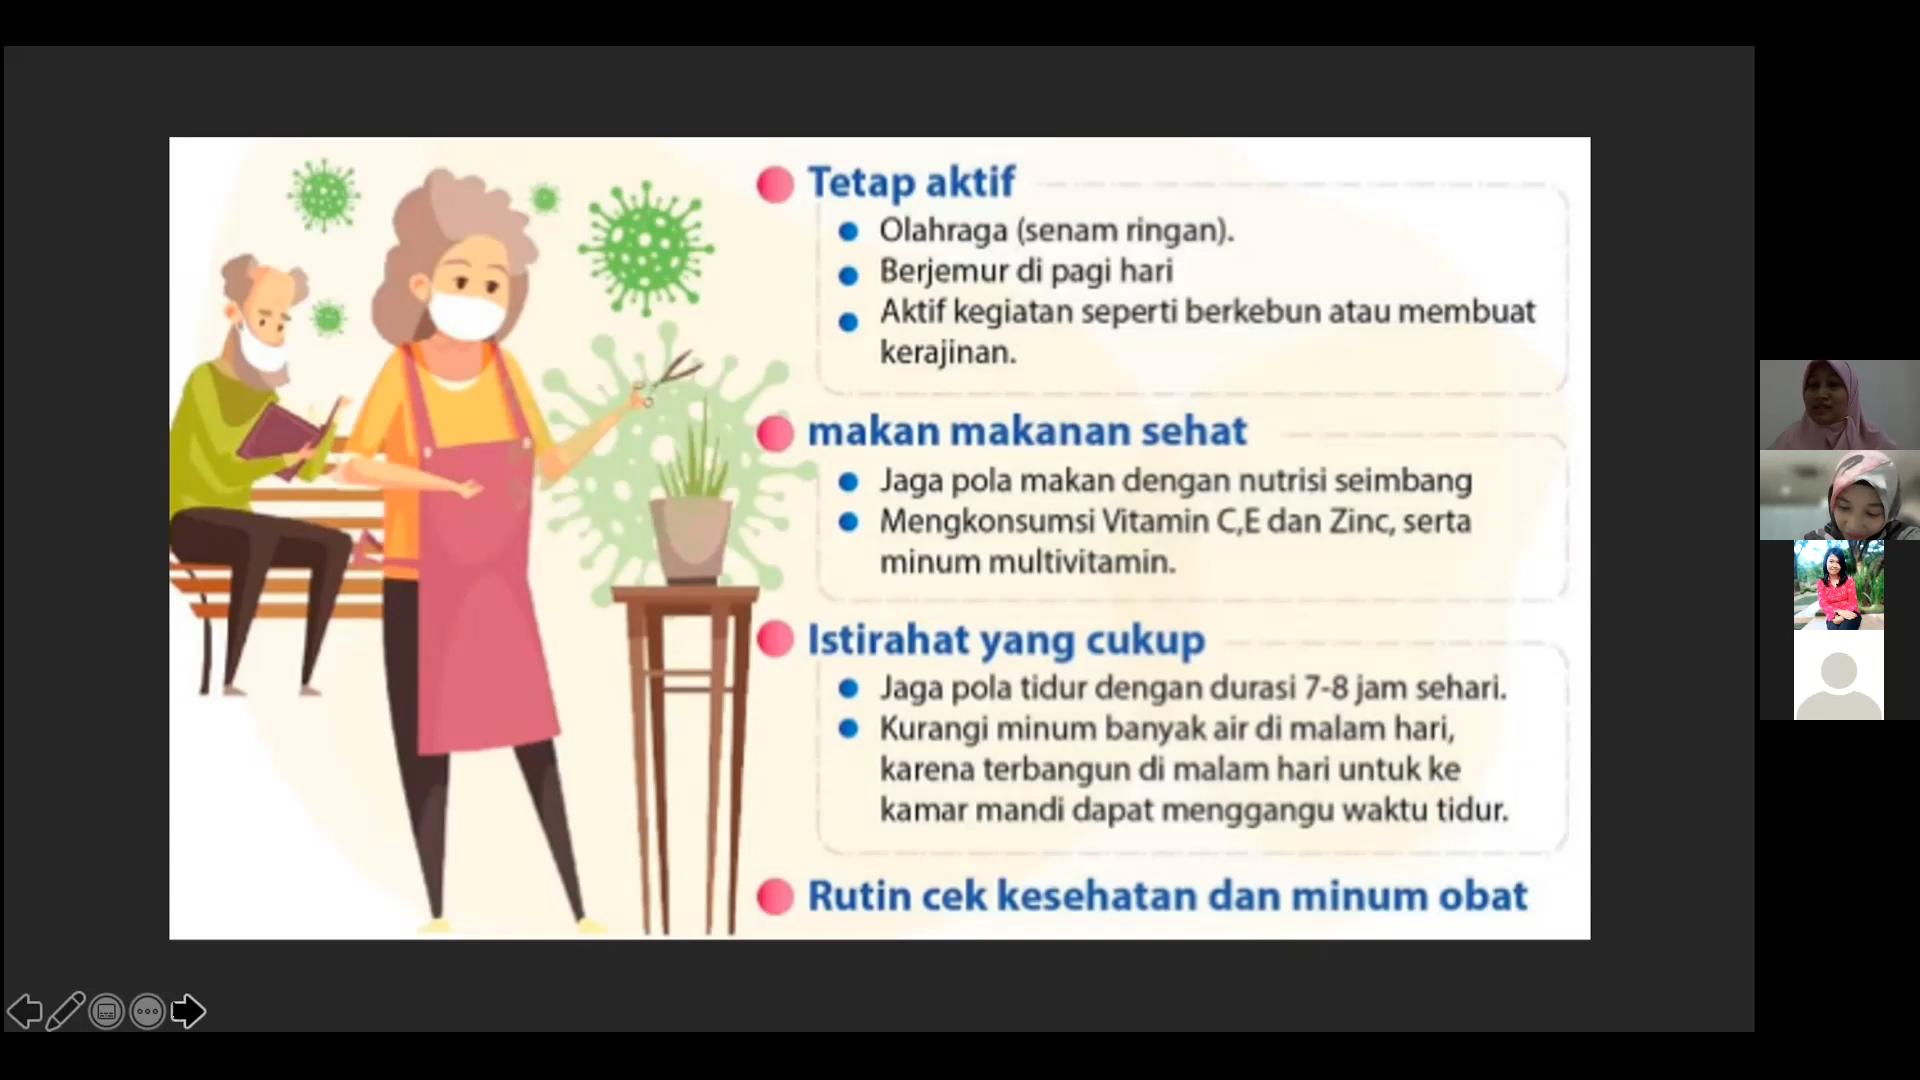 Tetap aktif
Olahraga (senam ringan).
Berjemur di pagi hari
Aktif kegiatan seperti berkebun atau membuat
kerajinan.
makan makanan sehat
Jaga pola makan dengan nutrisi seimbang
Mengkonsumsi Vitamin C,E dan Zinc, serta
minum multivitamin.
Istirahat yang cukup
Jaga pola tidur dengan durasi 7-8 jam sehari.
Kurangi minum banyak air di malam hari,
karena terbangun di malam hari untuk ke
kamar mandi dapat menggangu waktu tidur.
Rutin cek kesehatan dan minum obat